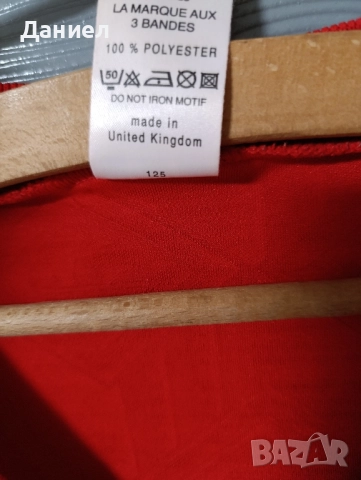 Даниел
LA MARQUE AUX
3 BANDES
100 % POLYESTER
50
DO NOT IRON MOTIF
made in
United Kingdom
125
BAZAR